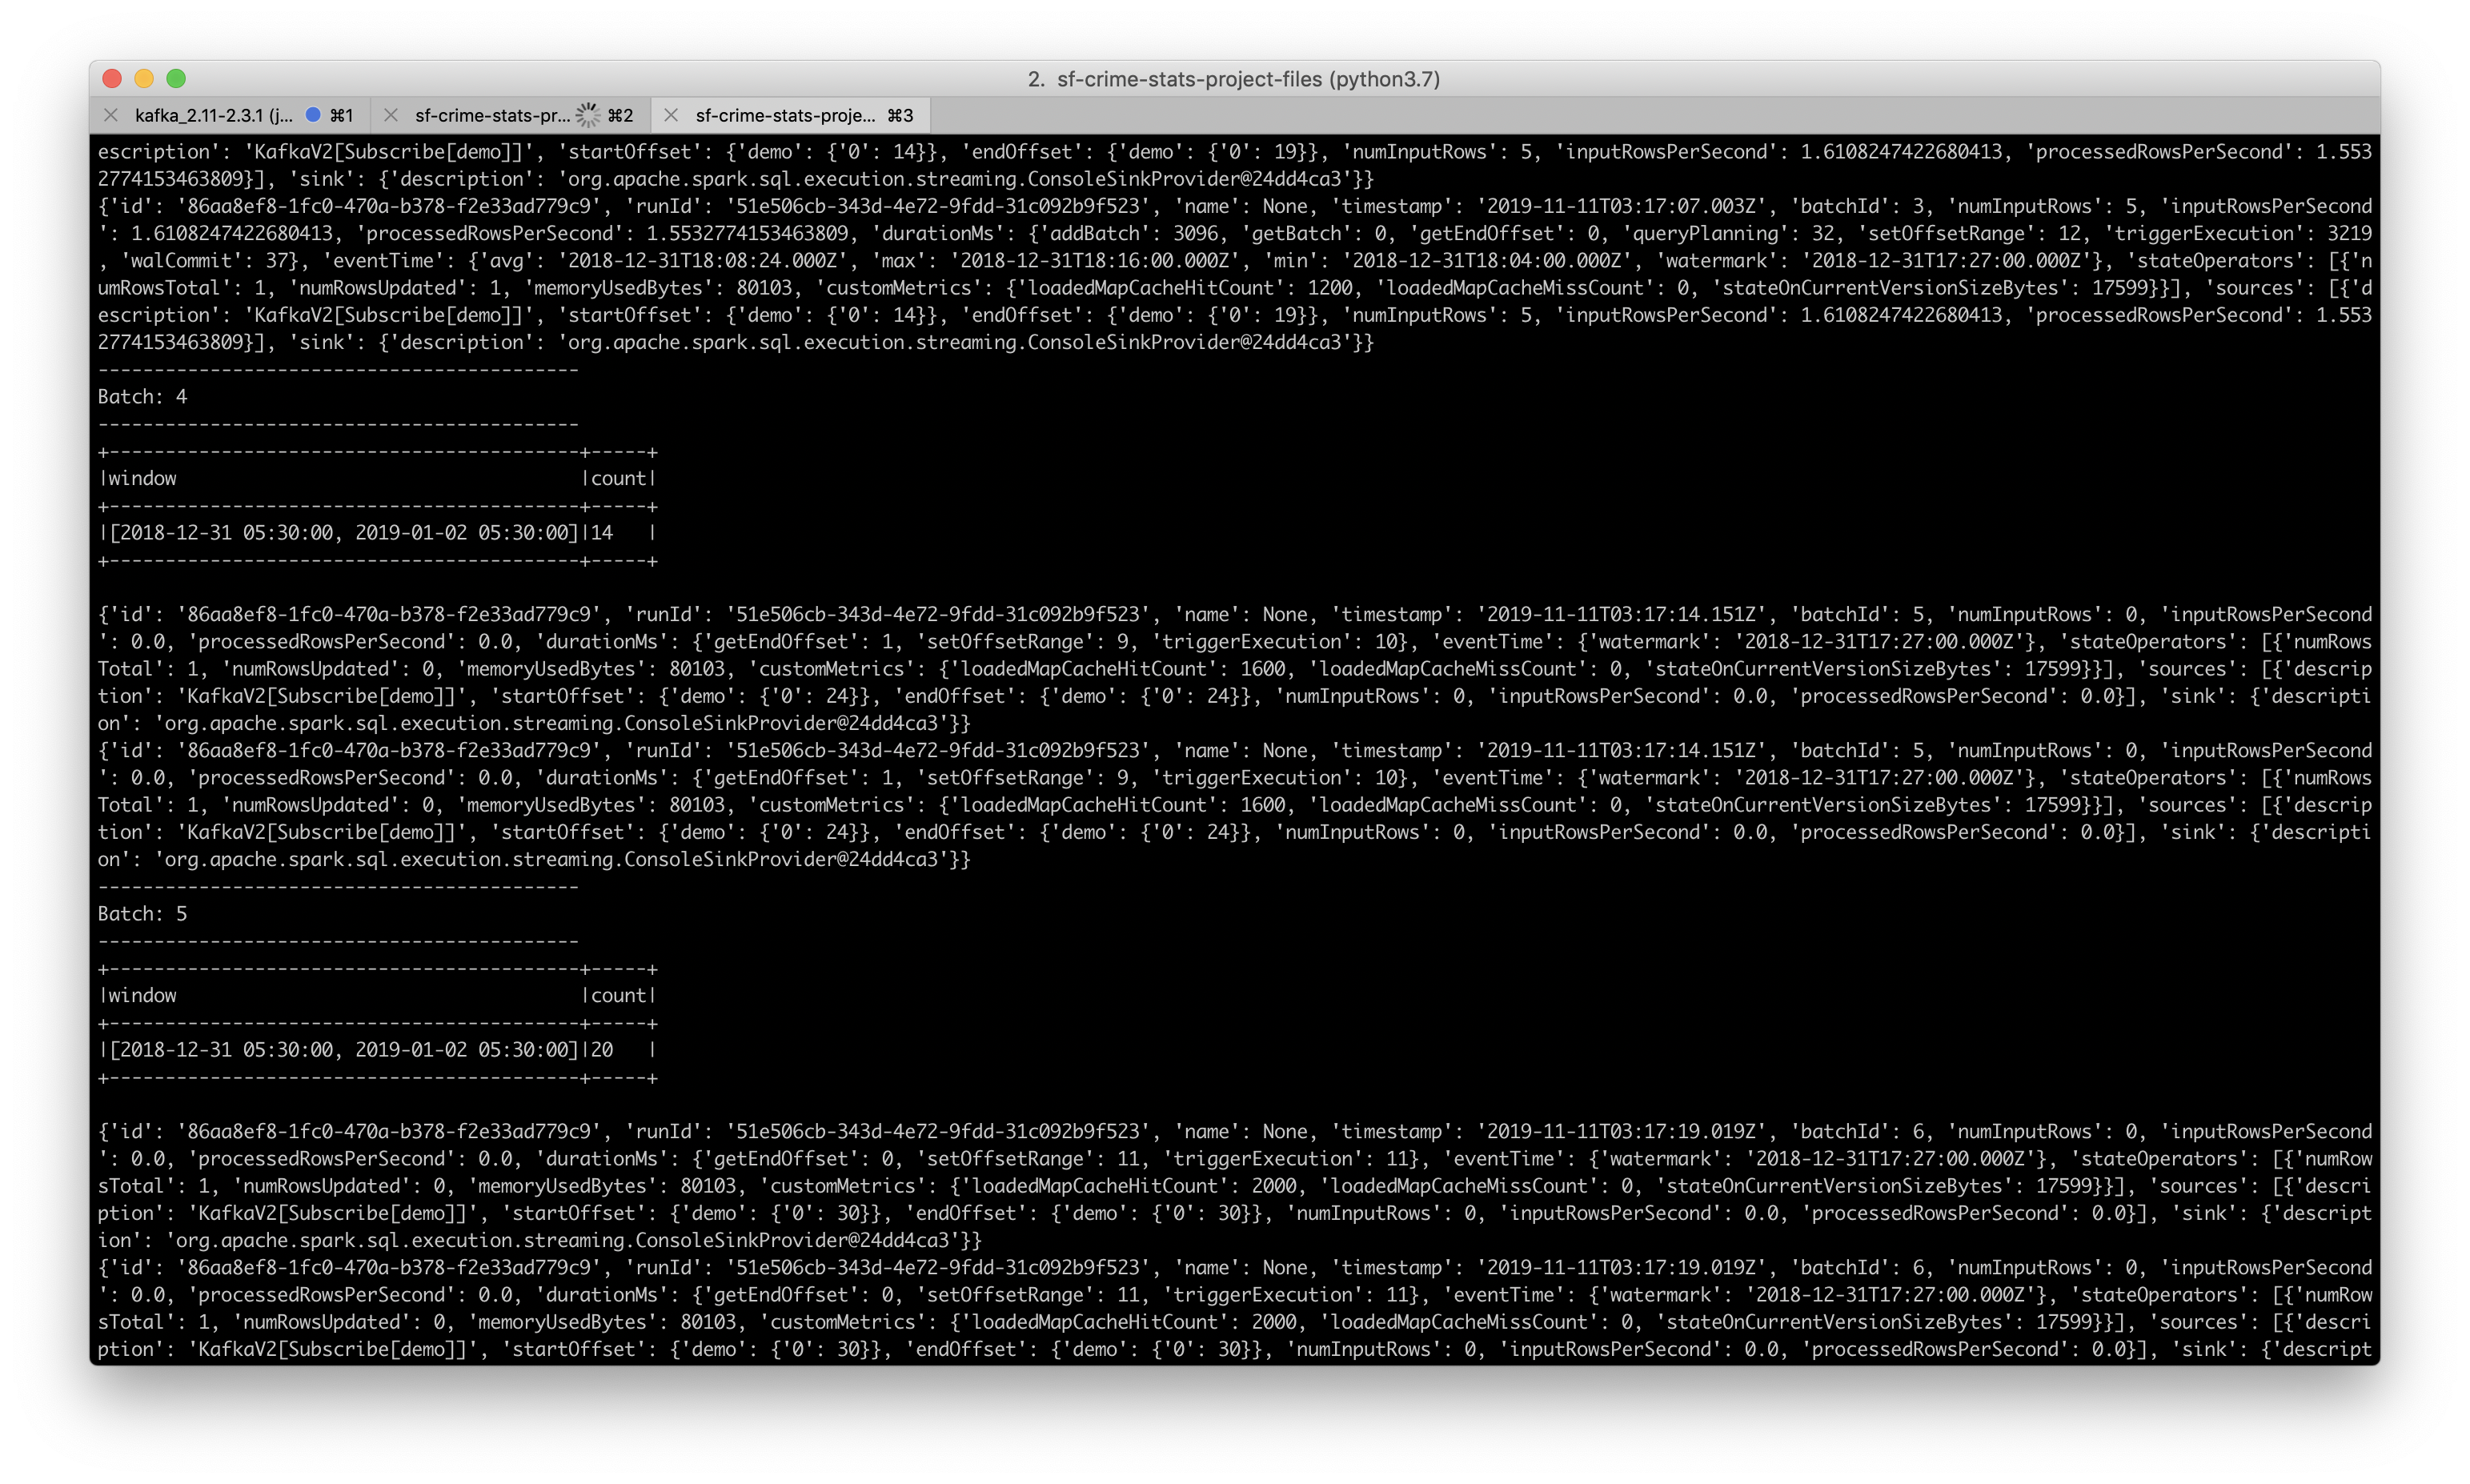 2. sf-crime-stats-project-files (python3.7)
kafka_2.11-2.3.1 (j... ⌘1 sf-crime-stats-pr... ⌘2 sf-crime-stats-proje... ⌘3
escription': 'KafkaV2[Subscribe[demo]]', 'startOffset': {'demo': {'0': 14}}, 'endOffset': {'demo': {'0': 19}}, 'numInputRows': 5, 'inputRowsPerSecond': 1.6108247422680413, 'processedRowsPerSecond': 1.553
2774153463809}], 'sink': {'description': 'org.apache.spark.sql.execution.streaming.ConsoleSinkProvider@24dd4ca3'}}
{'id': '86aa8ef8-1fc0-470a-b378-f2e33ad779c9', 'runId': '51e506cb-343d-4e72-9fdd-31c092b9f523', 'name': None, 'timestamp': '2019-11-11T03:17:07.003Z', 'batchId': 3, 'numInputRows': 5, 'inputRowsPerSecond
': 1.6108247422680413, 'processedRowsPerSecond': 1.5532774153463809, 'durationMs': {'addBatch': 3096, 'getBatch': 0, 'getEndOffset': 0, 'queryPlanning': 32, 'setOffsetRange': 12, 'triggerExecution': 3219
, 'walCommit': 37}, 'eventTime': {'avg': '2018-12-31T18:08:24.000Z', 'max': '2018-12-31T18:16:00.000Z', 'min': '2018-12-31T18:04:00.000Z', 'watermark': '2018-12-31T17:27:00.000Z'}, 'stateOperators': [{'n
umRowsTotal': 1, 'numRowsUpdated': 1, 'memoryUsedBytes': 80103, 'customMetrics': {'loadedMapCacheHitCount': 1200, 'loadedMapCacheMissCount': 0, 'stateOnCurrentVersionSizeBytes': 17599}}], 'sources': [{'d
escription': 'KafkaV2[Subscribe[demo]]', 'startOffset': {'demo': {'0': 14}}, 'endOffset': {'demo': {'0': 19}}, 'numInputRows': 5, 'inputRowsPerSecond': 1.6108247422680413, 'processedRowsPerSecond': 1.553
2774153463809}], 'sink': {'description': 'org.apache.spark.sql.execution.streaming.ConsoleSinkProvider@24dd4ca3'}}
-------------------------------------------
Batch: 4
-------------------------------------------
+------------------------------------------+-----+
|window                                    |count|
+------------------------------------------+-----+
|[2018-12-31 05:30:00, 2019-01-02 05:30:00]|14   |
+------------------------------------------+-----+
{'id': '86aa8ef8-1fc0-470a-b378-f2e33ad779c9', 'runId': '51e506cb-343d-4e72-9fdd-31c092b9f523', 'name': None, 'timestamp': '2019-11-11T03:17:14.151Z', 'batchId': 5, 'numInputRows': 0, 'inputRowsPerSecond
': 0.0, 'processedRowsPerSecond': 0.0, 'durationMs': {'getEndOffset': 1, 'setOffsetRange': 9, 'triggerExecution': 10}, 'eventTime': {'watermark': '2018-12-31T17:27:00.000Z'}, 'stateOperators': [{'numRows
Total': 1, 'numRowsUpdated': 0, 'memoryUsedBytes': 80103, 'customMetrics': {'loadedMapCacheHitCount': 1600, 'loadedMapCacheMissCount': 0, 'stateOnCurrentVersionSizeBytes': 17599}}], 'sources': [{'descrip
tion': 'KafkaV2[Subscribe[demo]]', 'startOffset': {'demo': {'0': 24}}, 'endOffset': {'demo': {'0': 24}}, 'numInputRows': 0, 'inputRowsPerSecond': 0.0, 'processedRowsPerSecond': 0.0}], 'sink': {'descripti
on': 'org.apache.spark.sql.execution.streaming.ConsoleSinkProvider@24dd4ca3'}}
{'id': '86aa8ef8-1fc0-470a-b378-f2e33ad779c9', 'runId': '51e506cb-343d-4e72-9fdd-31c092b9f523', 'name': None, 'timestamp': '2019-11-11T03:17:14.151Z', 'batchId': 5, 'numInputRows': 0, 'inputRowsPerSecond
': 0.0, 'processedRowsPerSecond': 0.0, 'durationMs': {'getEndOffset': 1, 'setOffsetRange': 9, 'triggerExecution': 10}, 'eventTime': {'watermark': '2018-12-31T17:27:00.000Z'}, 'stateOperators': [{'numRows
Total': 1, 'numRowsUpdated': 0, 'memoryUsedBytes': 80103, 'customMetrics': {'loadedMapCacheHitCount': 1600, 'loadedMapCacheMissCount': 0, 'stateOnCurrentVersionSizeBytes': 17599}}], 'sources': [{'descrip
tion': 'KafkaV2[Subscribe[demo]]', 'startOffset': {'demo': {'0': 24}}, 'endOffset': {'demo': {'0': 24}}, 'numInputRows': 0, 'inputRowsPerSecond': 0.0, 'processedRowsPerSecond': 0.0}], 'sink': {'descripti
on': 'org.apache.spark.sql.execution.streaming.ConsoleSinkProvider@24dd4ca3'}}
-------------------------------------------
Batch: 5
-------------------------------------------
+------------------------------------------+-----+
|window                                    |count|
+------------------------------------------+-----+
|[2018-12-31 05:30:00, 2019-01-02 05:30:00]|20   |
+------------------------------------------+-----+
{'id': '86aa8ef8-1fc0-470a-b378-f2e33ad779c9', 'runId': '51e506cb-343d-4e72-9fdd-31c092b9f523', 'name': None, 'timestamp': '2019-11-11T03:17:19.019Z', 'batchId': 6, 'numInputRows': 0, 'inputRowsPerSecond
': 0.0, 'processedRowsPerSecond': 0.0, 'durationMs': {'getEndOffset': 0, 'setOffsetRange': 11, 'triggerExecution': 11}, 'eventTime': {'watermark': '2018-12-31T17:27:00.000Z'}, 'stateOperators': [{'numRow
sTotal': 1, 'numRowsUpdated': 0, 'memoryUsedBytes': 80103, 'customMetrics': {'loadedMapCacheHitCount': 2000, 'loadedMapCacheMissCount': 0, 'stateOnCurrentVersionSizeBytes': 17599}}], 'sources': [{'descri
ption': 'KafkaV2[Subscribe[demo]]', 'startOffset': {'demo': {'0': 30}}, 'endOffset': {'demo': {'0': 30}}, 'numInputRows': 0, 'inputRowsPerSecond': 0.0, 'processedRowsPerSecond': 0.0}], 'sink': {'descript
ion': 'org.apache.spark.sql.execution.streaming.ConsoleSinkProvider@24dd4ca3'}}
{'id': '86aa8ef8-1fc0-470a-b378-f2e33ad779c9', 'runId': '51e506cb-343d-4e72-9fdd-31c092b9f523', 'name': None, 'timestamp': '2019-11-11T03:17:19.019Z', 'batchId': 6, 'numInputRows': 0, 'inputRowsPerSecond
': 0.0, 'processedRowsPerSecond': 0.0, 'durationMs': {'getEndOffset': 0, 'setOffsetRange': 11, 'triggerExecution': 11}, 'eventTime': {'watermark': '2018-12-31T17:27:00.000Z'}, 'stateOperators': [{'numRow
sTotal': 1, 'numRowsUpdated': 0, 'memoryUsedBytes': 80103, 'customMetrics': {'loadedMapCacheHitCount': 2000, 'loadedMapCacheMissCount': 0, 'stateOnCurrentVersionSizeBytes': 17599}}], 'sources': [{'descri
ption': 'KafkaV2[Subscribe[demo]]', 'startOffset': {'demo': {'0': 30}}, 'endOffset': {'demo': {'0': 30}}, 'numInputRows': 0, 'inputRowsPerSecond': 0.0, 'processedRowsPerSecond': 0.0}], 'sink': {'descript